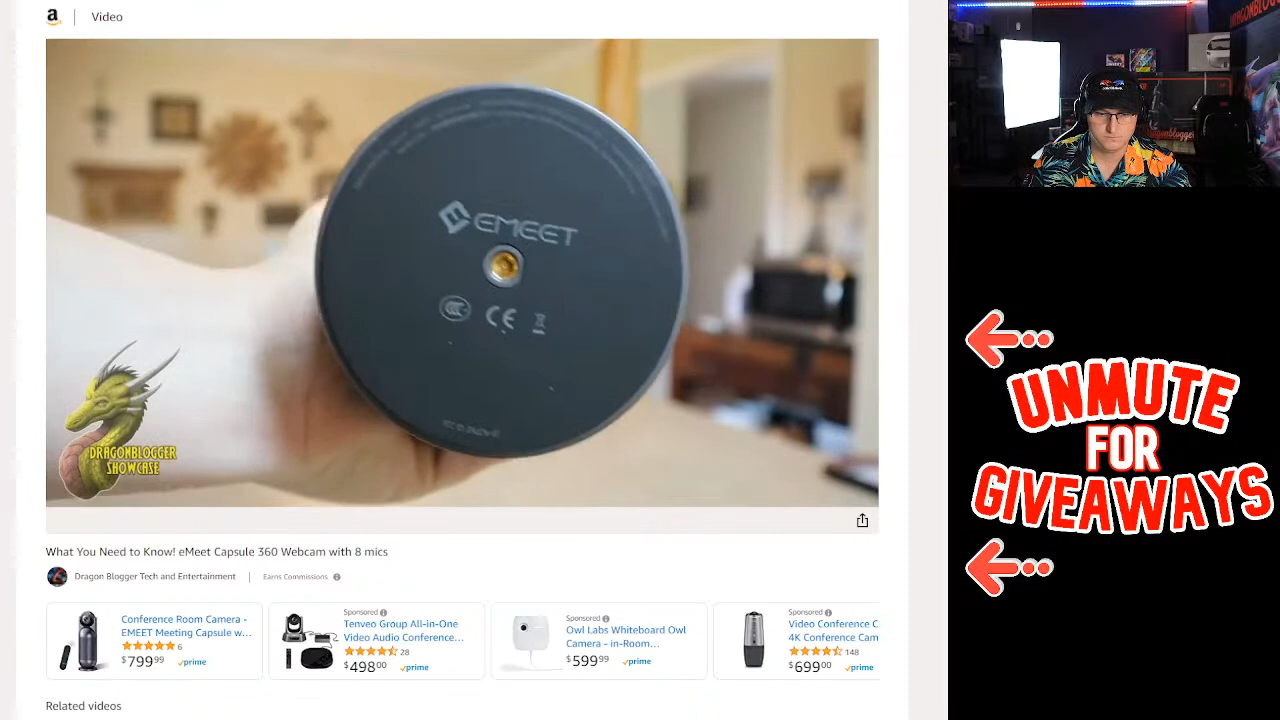 a
Video
EMEET
CE
DRAGONBLOGGER
SHOWCASE
What You Need to Know! eMeet Capsule 360 Webcam with 8 mics
Dragon Blogger Tech and Entertainment
Earns Commissions
Conference Room Camera -
EMEET Meeting Capsule w...
6
$799.99
prime
Sponsored
Tenveo Group All-in-One
Video Audio Conference...
28
$498.00
prime
Sponsored
Owl Labs Whiteboard Owl
Camera - in-Room...
$599.99
prime
Sponsored
Video Conference C
4K Conference Cam
148
$699.00
prime
Related videos
dragonblogger
UNMUTE
FOR
GIVEAWAYS